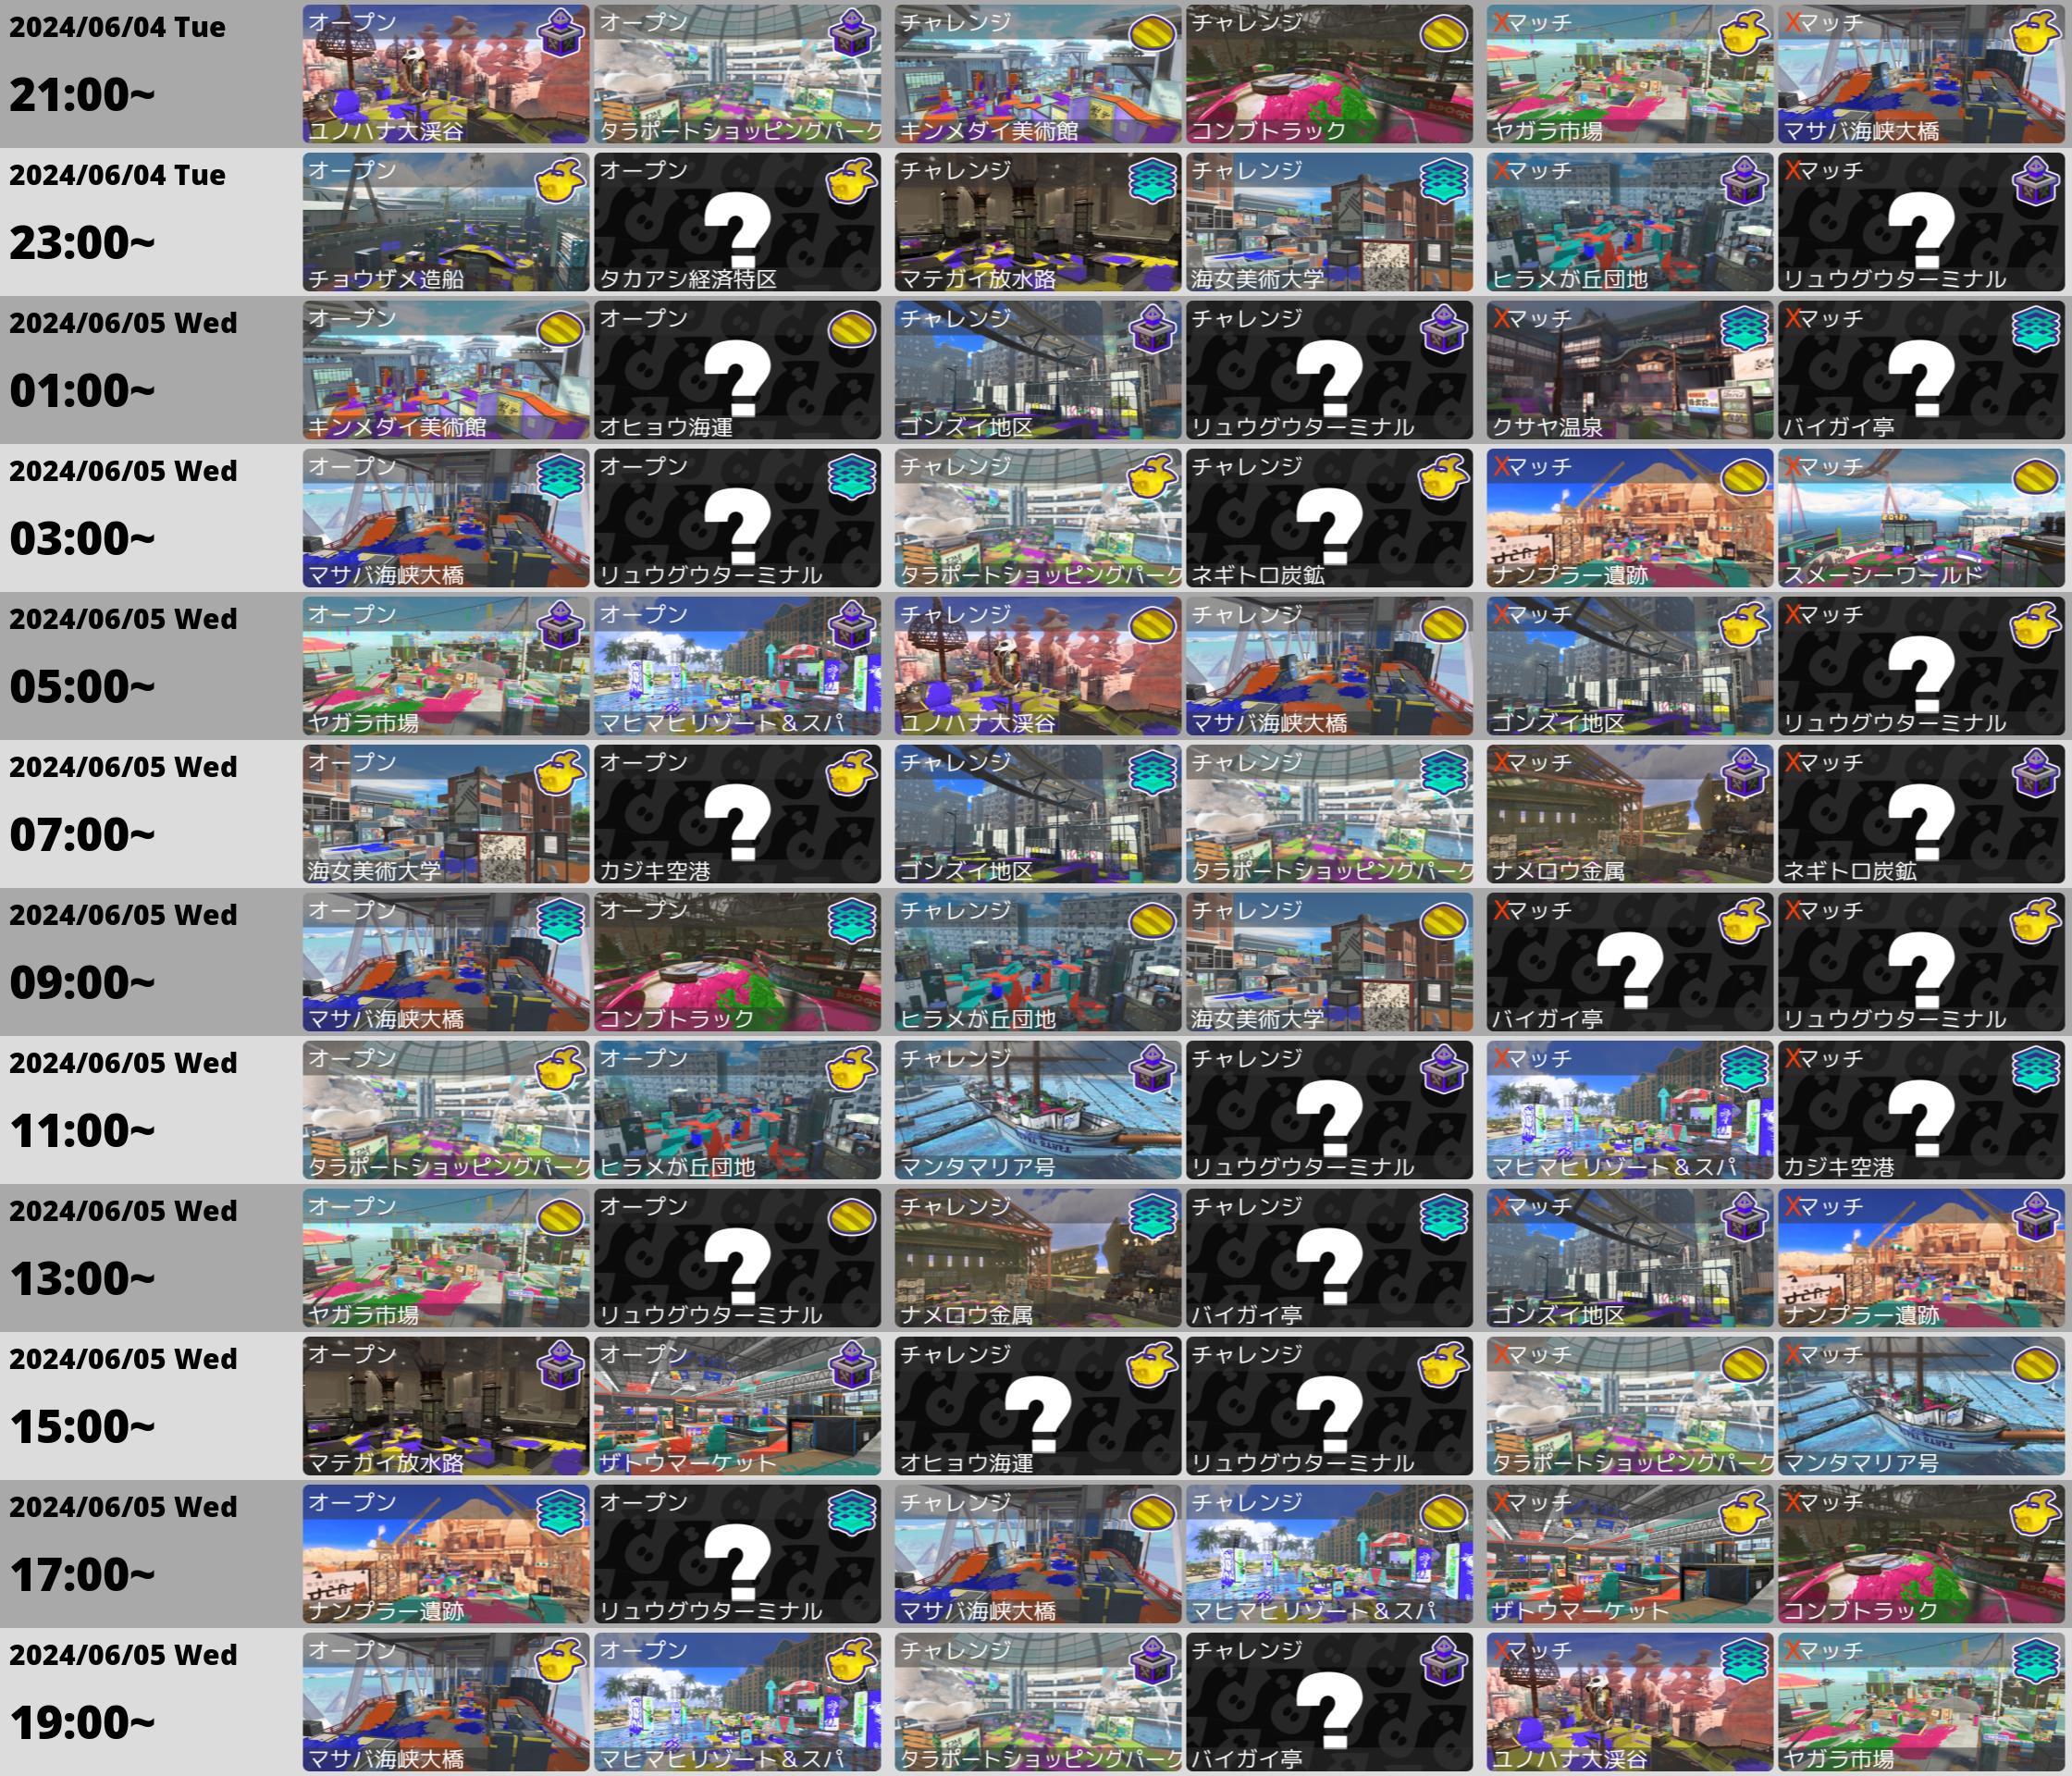 2024/06/04 Tue
21:00~
オープン
ユノハナ大渓谷
オープン
タラポートショッピングパーク
チャレンジ
キンメダイ美術館
チャレンジ
コンブトラック
Xマッチ
ヤガラ市場
Xマッチ
マサバ海峡大橋
2024/06/04 Tue
23:00~
オープン
チョウザメ造船
オープン
タカアシ経済特区
チャレンジ
マテガイ放水路
チャレンジ
海女美術大学
Xマッチ
ヒラメが丘団地
Xマッチ
リュウグウターミナル
2024/06/05 Wed
01:00~
オープン
キンメダイ美術館
オープン
オヒョウ海運
チャレンジ
ゴンズイ地区
チャレンジ
リュウグウターミナル
Xマッチ
クサヤ温泉
Xマッチ
バイガイ亭
2024/06/05 Wed
03:00~
オープン
マサバ海峡大橋
オープン
リュウグウターミナル
チャレンジ
タラポートショッピングパーク
チャレンジ
ネギトロ炭鉱
Xマッチ
ナンプラー遺跡
Xマッチ
スメーシーワールド
2024/06/05 Wed
05:00~
オープン
ヤガラ市場
オープン
マヒマヒリゾート＆スパ
チャレンジ
ユノハナ大渓谷
チャレンジ
マサバ海峡大橋
Xマッチ
ゴンズイ地区
Xマッチ
リュウグウターミナル
2024/06/05 Wed
07:00~
オープン
海女美術大学
オープン
カジキ空港
チャレンジ
ゴンズイ地区
チャレンジ
タラポートショッピングパーク
Xマッチ
ナメロウ金属
Xマッチ
ネギトロ炭鉱
2024/06/05 Wed
09:00~
オープン
マサバ海峡大橋
オープン
コンブトラック
チャレンジ
ヒラメが丘団地
チャレンジ
海女美術大学
Xマッチ
バイガイ亭
Xマッチ
リュウグウターミナル
2024/06/05 Wed
11:00~
オープン
タラポートショッピングパーク
オープン
ヒラメが丘団地
チャレンジ
マンタマリア号
チャレンジ
リュウグウターミナル
Xマッチ
マヒマヒリゾート＆スパ
Xマッチ
カジキ空港
2024/06/05 Wed
13:00~
オープン
ヤガラ市場
オープン
リュウグウターミナル
チャレンジ
ナメロウ金属
チャレンジ
バイガイ亭
Xマッチ
ゴンズイ地区
Xマッチ
ナンプラー遺跡
2024/06/05 Wed
15:00~
オープン
マテガイ放水路
オープン
ザトウマーケット
チャレンジ
オヒョウ海運
チャレンジ
リュウグウターミナル
Xマッチ
タラポートショッピングパーク
Xマッチ
マンタマリア号
2024/06/05 Wed
17:00~
オープン
ナンプラー遺跡
オープン
リュウグウターミナル
チャレンジ
マサバ海峡大橋
チャレンジ
マヒマヒリゾート＆スパ
Xマッチ
ザトウマーケット
Xマッチ
コンブトラック
2024/06/05 Wed
19:00~
オープン
マサバ海峡大橋
オープン
マヒマヒリゾート＆スパ
チャレンジ
タラポートショッピングパーク
チャレンジ
バイガイ亭
Xマッチ
ユノハナ大渓谷
Xマッチ
ヤガラ市場